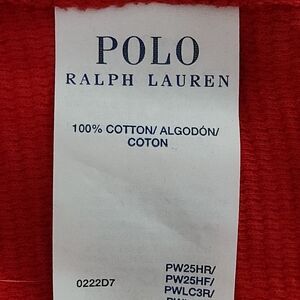 POLO
RALPH LAUREN
100% COTTON/ ALGODÓN/
COTON
PW25HR/
0222D7 PW25HF/
PWLC3R/